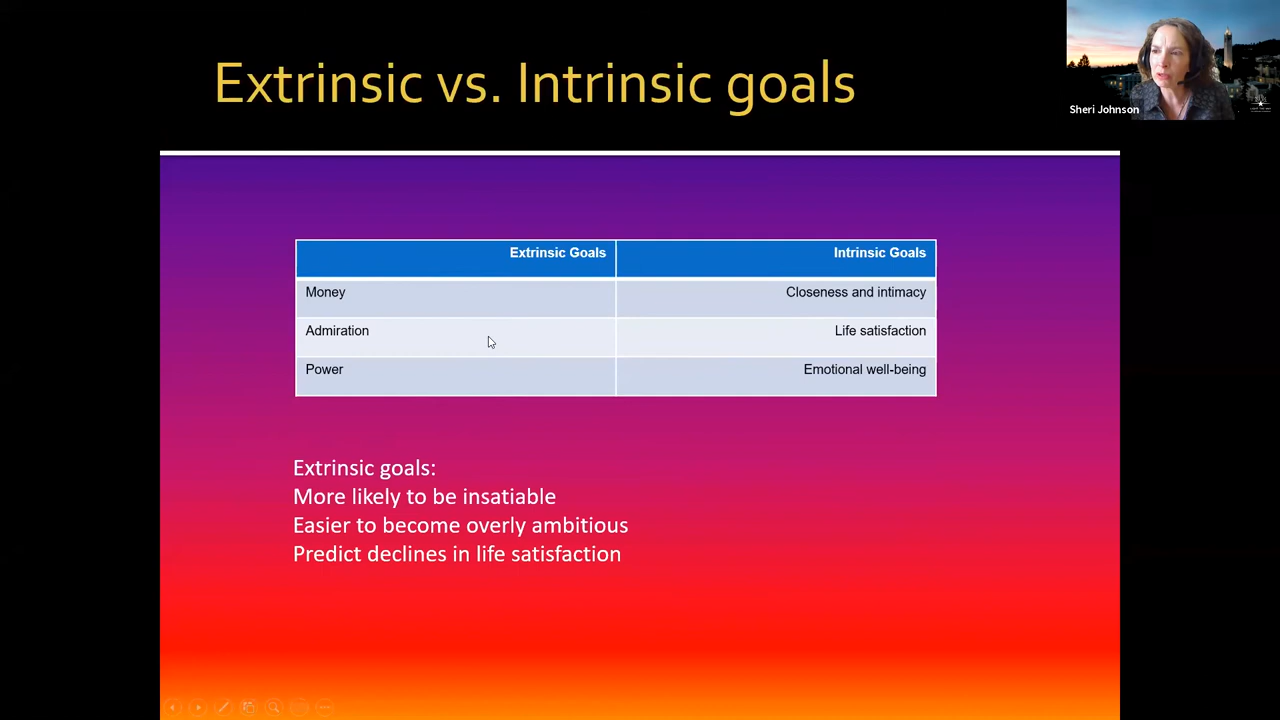 Extrinsic vs. Intrinsic goals
Sheri Johnson
Extrinsic Goals
Intrinsic Goals
Money
Closeness and intimacy
Admiration
Life satisfaction
Power
Emotional well-being
Extrinsic goals:
More likely to be insatiable
Easier to become overly ambitious
Predict declines in life satisfaction